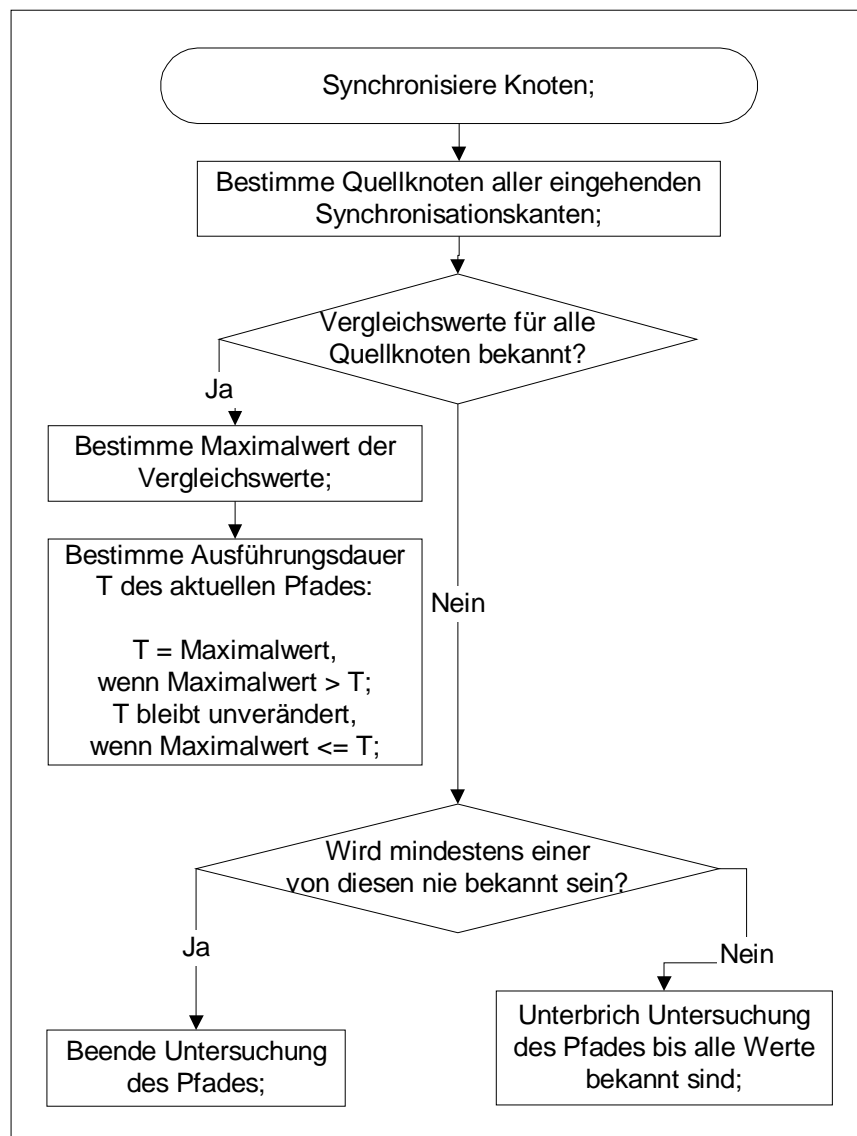 Synchronisiere Knoten;
Bestimme Quellknoten aller eingehenden
Synchronisationskanten;
Vergleichswerte für alle
Quellknoten bekannt?
Ja
Bestimme Maximalwert der
Vergleichswerte;
Bestimme Ausführungsdauer
T des aktuellen Pfades:
T = Maximalwert,
wenn Maximalwert > T;
T bleibt unverändert,
wenn Maximalwert <= T;
Nein
Wird mindestens einer
von diesen nie bekannt sein?
Ja
Beende Untersuchung
des Pfades;
Nein
Unterbrich Untersuchung
des Pfades bis alle Werte
bekannt sind;